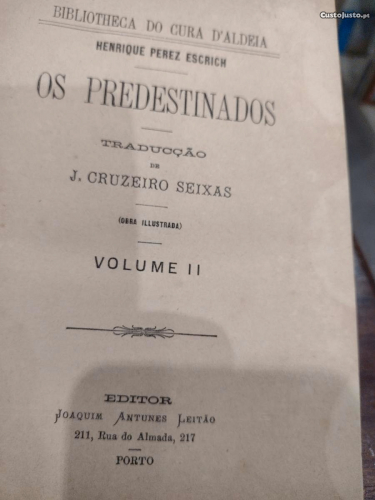 CustoJusto.pt
BIBLIOTHECA DO CURA D'ALDEIA
HENRIQUE PEREZ ESCRICH
OS PREDESTINADOS
TRADUCÇÃO
DE
J. CRUZEIRO SEIXAS
(OBRA ILLUSTRADA)
VOLUME II
EDITOR
JOAQUIM ANTUNES LEITÃO
211, Rua do Almada, 217
PORTO